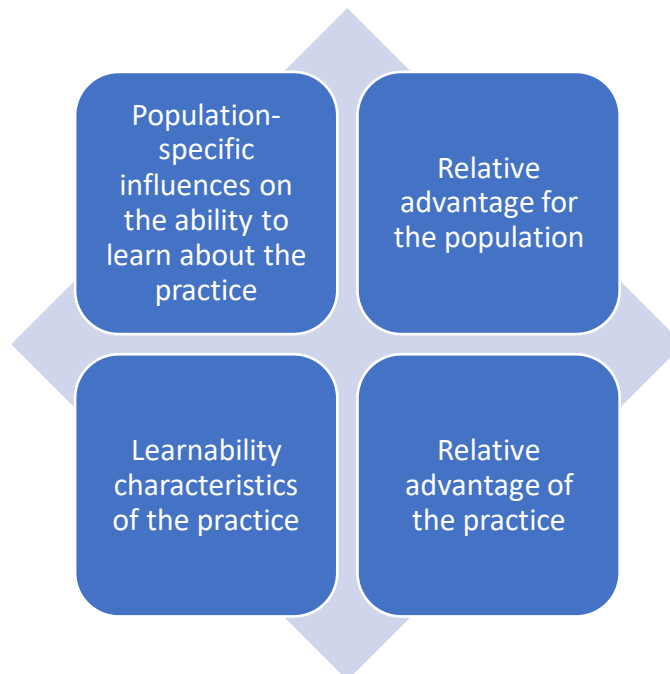 Population-
specific
influences on
the ability to
learn about the
practice
Relative
advantage for
the population
Learnability
characteristics
of the practice
Relative
advantage of
the practice